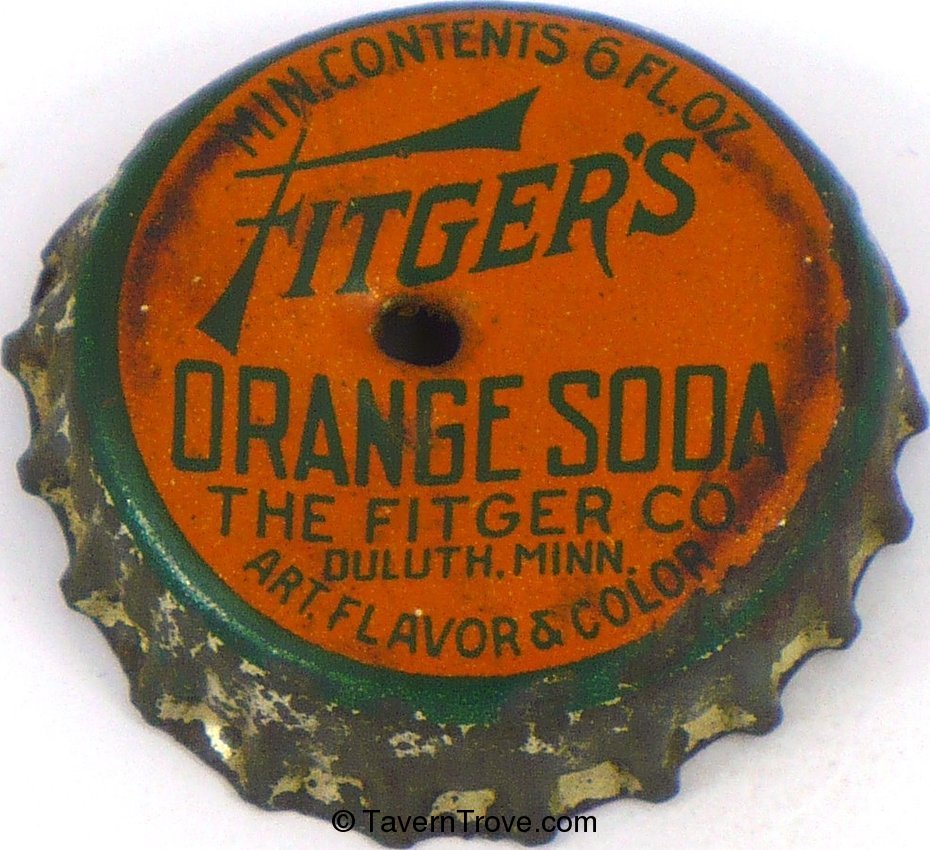 MIN. CONTENTS 6 FL. OZ.
FITGER'S
ORANGE SODA
THE FITGER CO
DULUTH, MINN.
ART. FLAVOR & COLOR
© TavernTrove.com